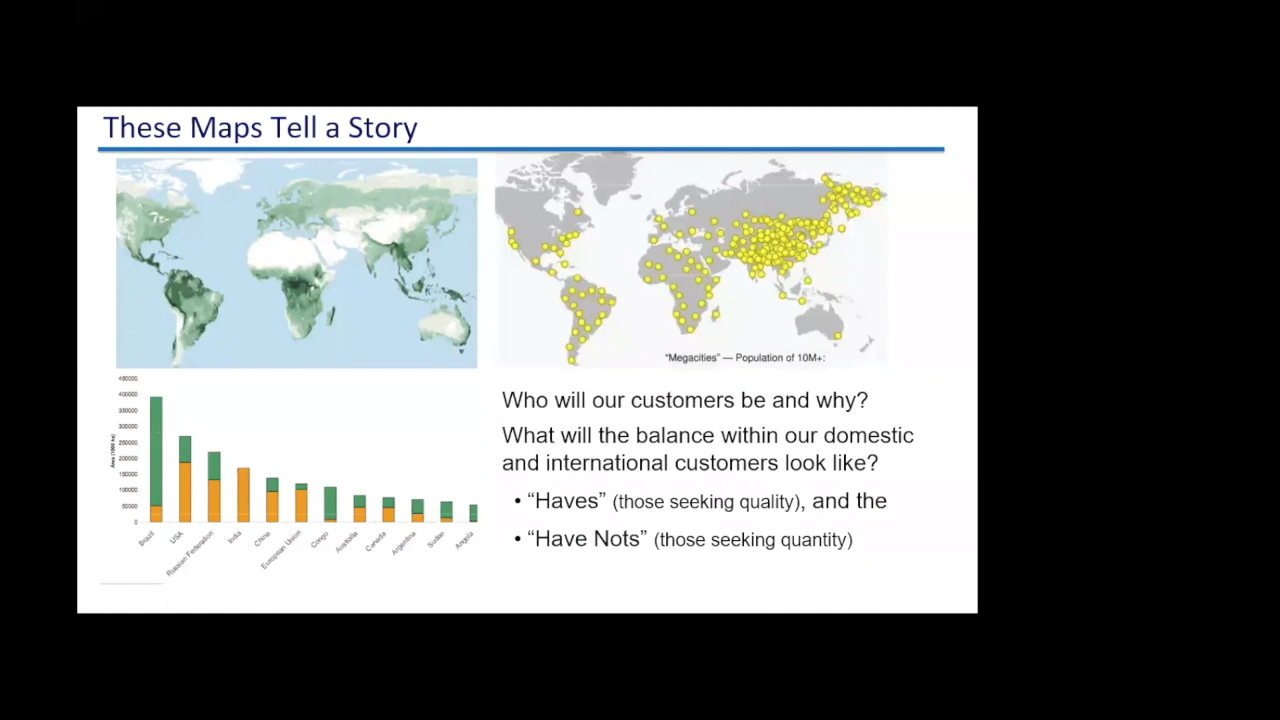 These Maps Tell a Story
"Megacities" — Population of 10M+:
450000
400000
350000
300000
250000
200000
150000
100000
50000
0
Area (1000 ha)
Brazil
USA
Russian Federation
India
China
European Union
Congo
Australia
Canada
Argentina
Sudan
Angola
Who will our customers be and why?
What will the balance within our domestic
and international customers look like?
• “Haves” (those seeking quality), and the
• “Have Nots” (those seeking quantity)